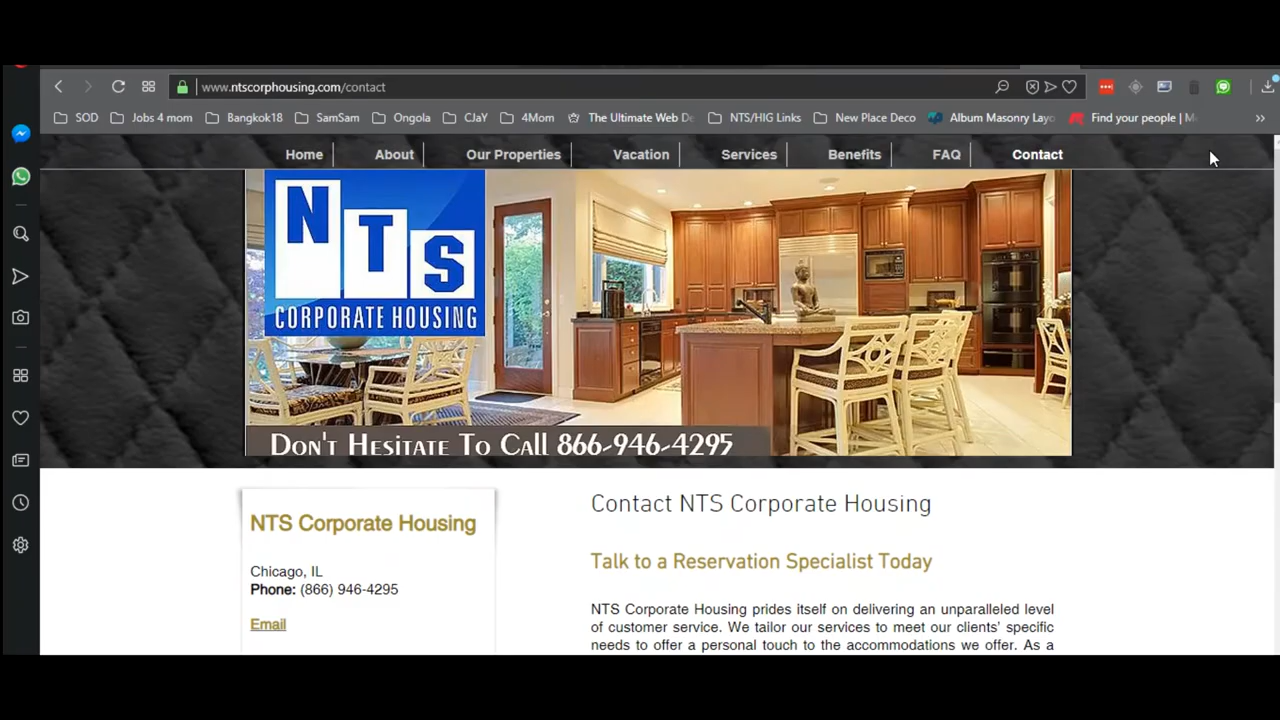 www.ntscorphousing.com/contact
SOD Jobs 4 mom Bangkok18 SamSam Ongola CJaY 4Mom The Ultimate Web De NTS/HIG Links New Place Deco Album Masonry Layo Find your people | M
Home About Our Properties Vacation Services Benefits FAQ Contact
NTS
CORPORATE HOUSING
Don't Hesitate To Call 866-946-4295
NTS Corporate Housing
Chicago, IL
Phone: (866) 946-4295
Email
Contact NTS Corporate Housing
Talk to a Reservation Specialist Today
NTS Corporate Housing prides itself on delivering an unparalleled level
of customer service. We tailor our services to meet our clients' specific
needs to offer a personal touch to the accommodations we offer. As a